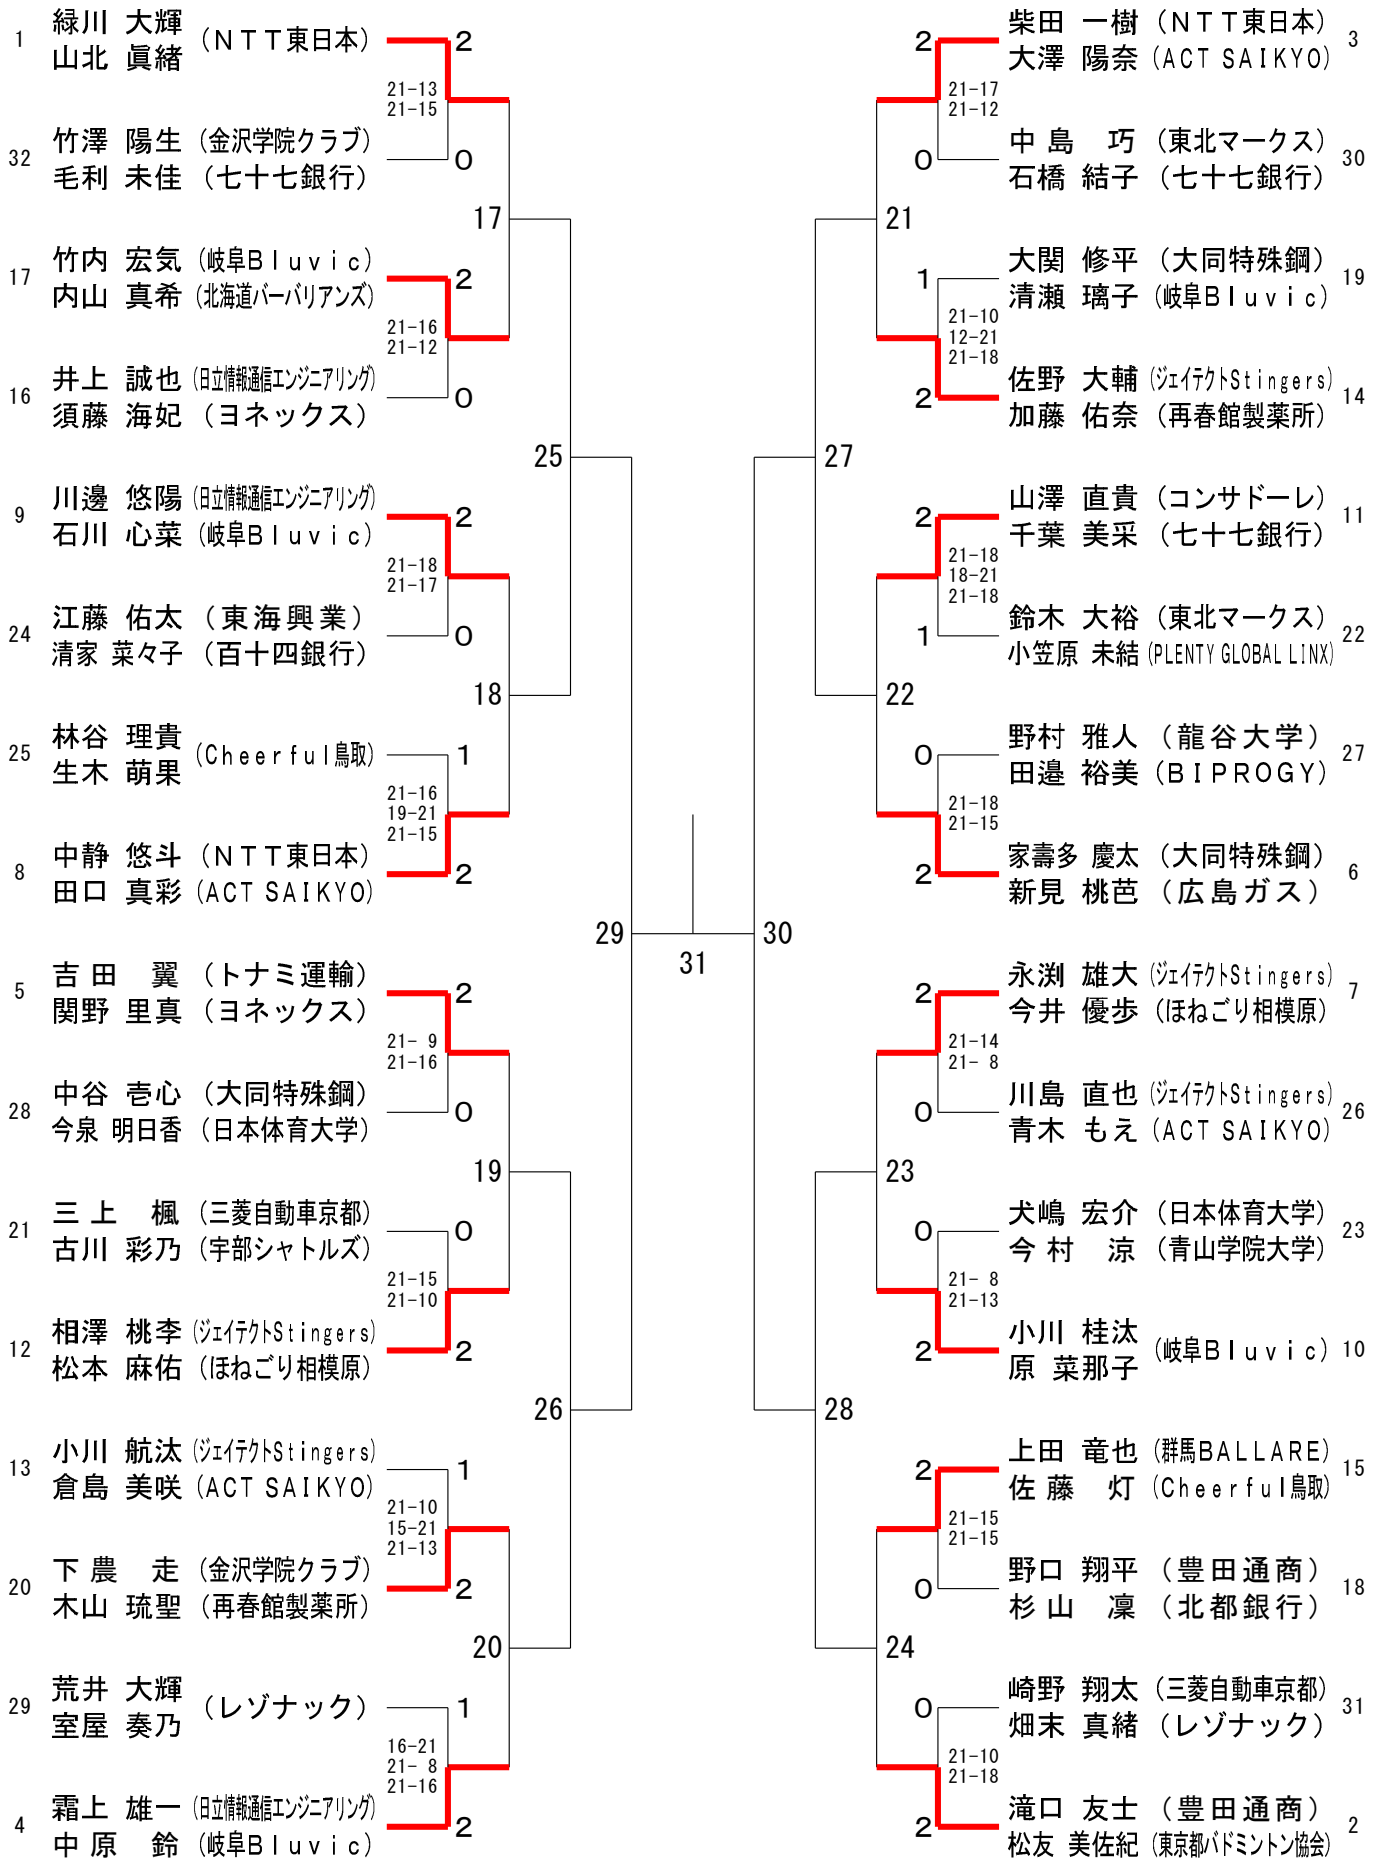 1 緑川 大輝 (ＮＴＴ東日本) 2
山北 眞緒
21-13
21-15
32 竹澤 陽生 (金沢学院クラブ) 0
毛利 未佳 (七十七銀行)
17
17 竹内 宏気 (岐阜Ｂｌｕｖｉｃ) 2
内山 真希 (北海道バーバリアンズ)
21-16
21-12
16 井上 誠也 (日立情報通信エンジニアリング) 0
須藤 海妃 (ヨネックス)
25
9 川邊 悠陽 (日立情報通信エンジニアリング) 2
石川 心菜 (岐阜Ｂｌｕｖｉｃ)
21-18
21-17
24 江藤 佑太 (東海興業) 0
清家 菜々子 (百十四銀行)
18
25 林谷 理貴 (Ｃｈｅｅｒｆｕｌ鳥取) 1
生木 萌果
21-16
19-21
21-15
8 中静 悠斗 (ＮＴＴ東日本) 2
田口 真彩 (ACT SAIKYO)
29
5 吉田 翼 (トナミ運輸) 2
関野 里真 (ヨネックス)
21- 9
21-16
28 中谷 壱心 (大同特殊鋼) 0
今泉 明日香 (日本体育大学)
19
21 三上 楓 (三菱自動車京都) 0
古川 彩乃 (宇部シャトルズ)
21-15
21-10
12 相澤 桃李 (ジェイテクトStingers) 2
松本 麻佑 (ほねごり相模原)
26
13 小川 航汰 (ジェイテクトStingers) 1
倉島 美咲 (ACT SAIKYO)
21-10
15-21
21-13
20 下農 走 (金沢学院クラブ) 2
木山 琉聖 (再春館製薬所)
20
29 荒井 大輝 (レゾナック) 1
室屋 奏乃
16-21
21- 8
21-16
4 霜上 雄一 (日立情報通信エンジニアリング) 2
中原 鈴 (岐阜Ｂｌｕｖｉｃ)
31
2 柴田 一樹 (ＮＴＴ東日本) 3
大澤 陽奈 (ACT SAIKYO)
21-17
21-12
0 中島 巧 (東北マークス) 30
石橋 結子 (七十七銀行)
21
1 大関 修平 (大同特殊鋼) 19
清瀬 璃子 (岐阜Ｂｌｕｖｉｃ)
21-10
12-21
21-18
2 佐野 大輔 (ジェイテクトStingers) 14
加藤 佑奈 (再春館製薬所)
27
2 山澤 直貴 (コンサドーレ) 11
千葉 美采 (七十七銀行)
21-18
18-21
21-18
1 鈴木 大裕 (東北マークス) 22
小笠原 未結 (PLENTY GLOBAL LINX)
22
0 野村 雅人 (龍谷大学) 27
田邉 裕美 (ＢＩＰＲＯＧＹ)
21-18
21-15
2 家壽多 慶太 (大同特殊鋼) 6
新見 桃芭 (広島ガス)
30
2 永渕 雄大 (ジェイテクトStingers) 7
今井 優歩 (ほねごり相模原)
21-14
21- 8
0 川島 直也 (ジェイテクトStingers) 26
青木 もえ (ACT SAIKYO)
23
0 犬嶋 宏介 (日本体育大学) 23
今村 涼 (青山学院大学)
21- 8
21-13
2 小川 桂汰 (岐阜Ｂｌｕｖｉｃ) 10
原 菜那子
28
2 上田 竜也 (群馬BALLARE) 15
佐藤 灯 (Ｃｈｅｅｒｆｕｌ鳥取)
21-15
21-15
0 野口 翔平 (豊田通商) 18
杉山 凜 (北都銀行)
24
0 崎野 翔太 (三菱自動車京都) 31
畑末 真緒 (レゾナック)
21-10
21-18
2 滝口 友士 (豊田通商) 2
松友 美佐紀 (東京都バドミントン協会)